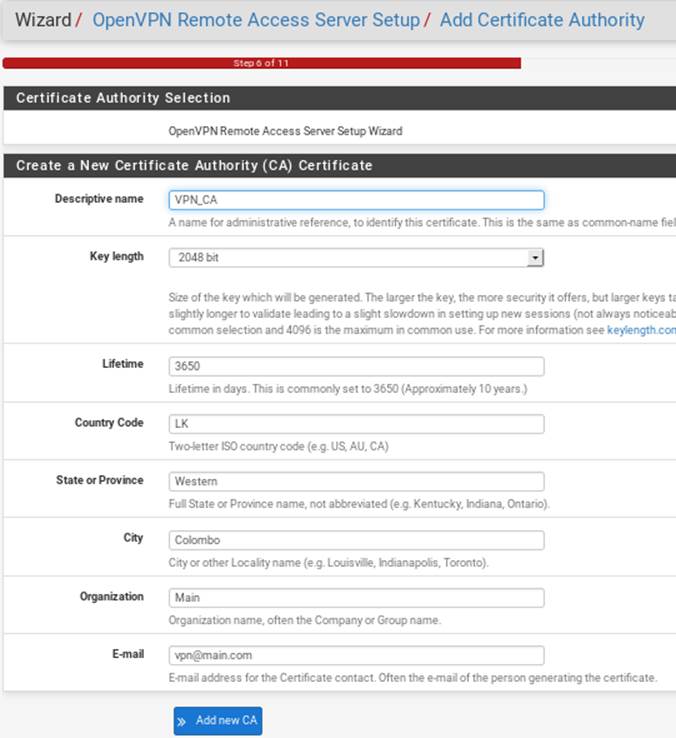 Wizard / OpenVPN Remote Access Server Setup / Add Certificate Authority
Step 6 of 11
Certificate Authority Selection
OpenVPN Remote Access Server Setup Wizard
Create a New Certificate Authority (CA) Certificate
Descriptive name VPN_CA
A name for administrative reference, to identify this certificate. This is the same as common-name
Key length 2048 bit
Size of the key which will be generated. The larger the key, the more security it offers, but larger keys
slightly longer to validate leading to a slight slowdown in setting up new sessions (not always
common selection and 4096 is the maximum in common use. For more information see
Lifetime 3650
Lifetime in days. This is commonly set to 3650 (Approximately 10 years.)
Country Code LK
Two-letter ISO country code (e.g. US, AU, CA)
State or Province Western
Full State or Province name, not abbreviated (e.g. Kentucky, Indiana, Ontario).
City Colombo
City or other Locality name (e.g. Louisville, Indianapolis, Toronto).
Organization Main
Organization name, often the Company or Group name.
E-mail vpn@main.com
E-mail address for the Certificate contact. Often the e-mail of the person generating the certificate.
» Add new CA